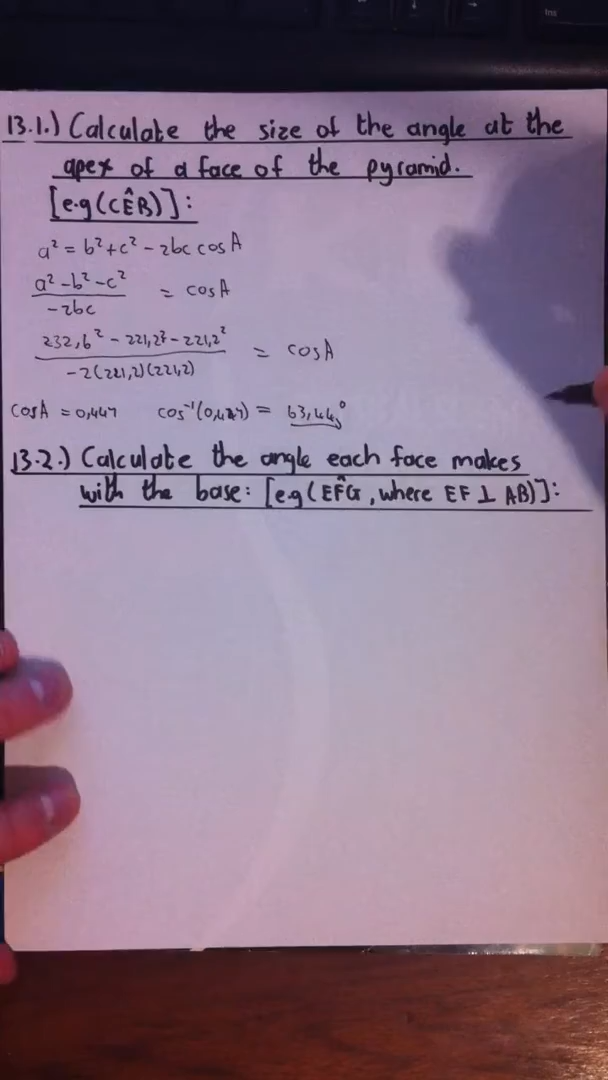 Ins
13.1.) Calculate the size of the angle at the
apex of a face of the pyramid.
[e.g (CÊB)]:
a² = b² + c² - 2bc cos A
a² - b² - c² / -2bc = cos A
232,6² - 221,2² - 221,2² / -2(221,2)(221,2) = cos A
cos A = 0,447 cos⁻¹(0,447) = 63,44°
13.2.) Calculate the angle each face makes
with the base: [e.g (EF̂G, where EF ⊥ AB)]: